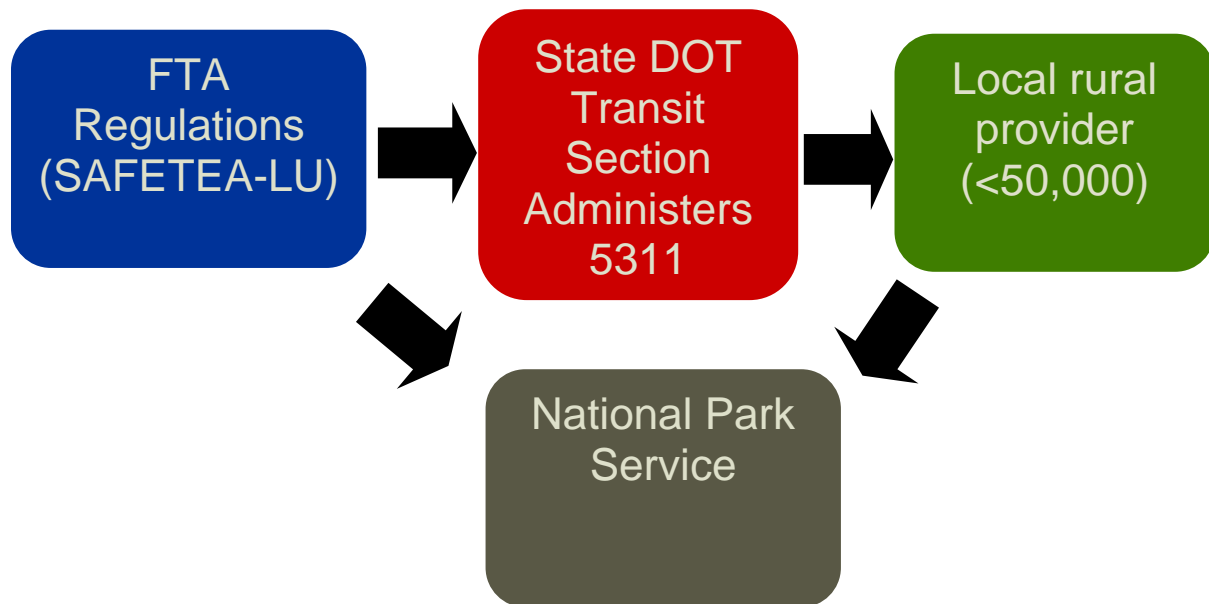 FTA
Regulations
(SAFETEA-LU)
State DOT
Transit
Section
Administers
5311
Local rural
provider
(<50,000)
National Park
Service